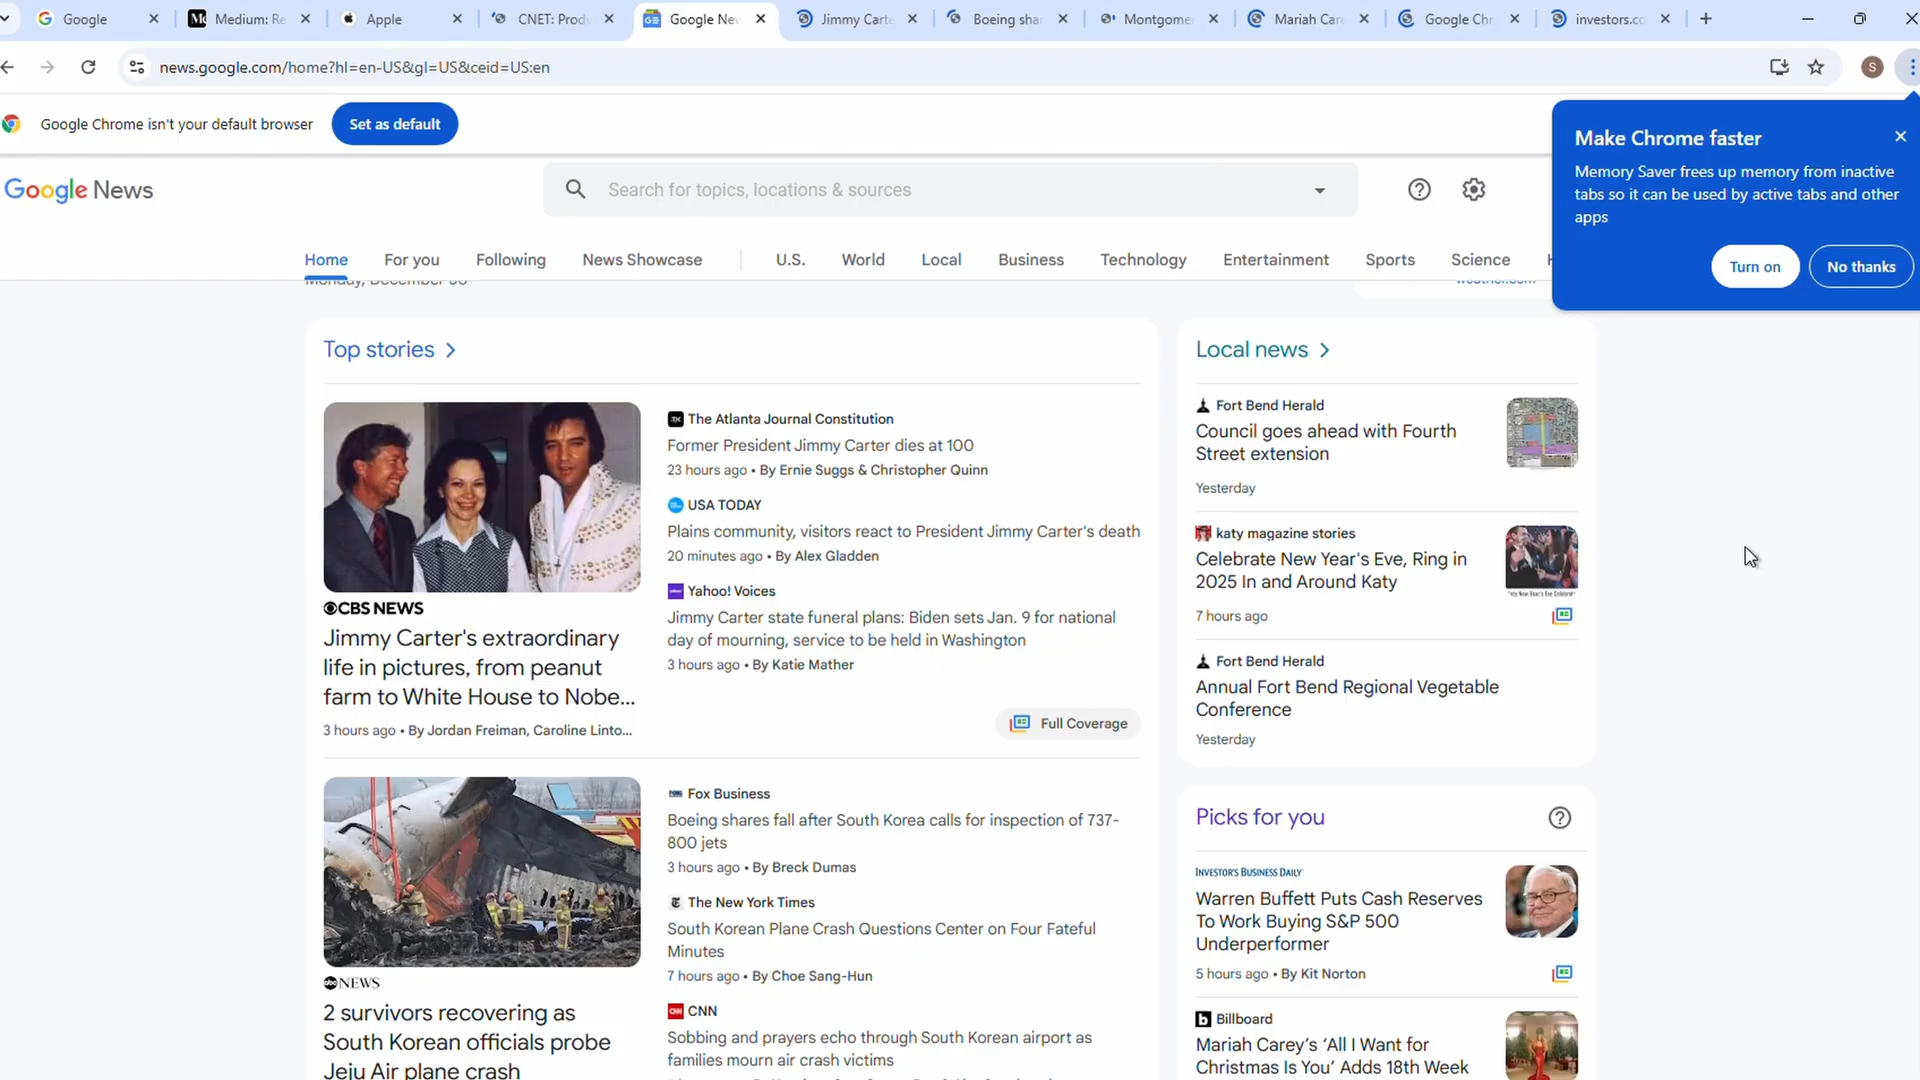 Google
Medium: Re
Apple
CNET: Produ
Google New
Jimmy Carte
Boeing shar
Montgomer
Mariah Care
Google Chr
investors.co
news.google.com/home?hl=en-US&gl=US&ceid=US:en
S
Google Chrome isn't your default browser
Set as default
Make Chrome faster
Memory Saver frees up memory from inactive
tabs so it can be used by active tabs and other
apps
Turn on
No thanks
Google News
Search for topics, locations & sources
Home
For you
Following
News Showcase
U.S.
World
Local
Business
Technology
Entertainment
Sports
Science
Monday, December 30
weather.com
Top stories
CBS NEWS
Jimmy Carter's extraordinary
life in pictures, from peanut
farm to White House to Nobe...
3 hours ago • By Jordan Freiman, Caroline Linto...
The Atlanta Journal Constitution
Former President Jimmy Carter dies at 100
23 hours ago • By Ernie Suggs & Christopher Quinn
USA TODAY
Plains community, visitors react to President Jimmy Carter's death
20 minutes ago • By Alex Gladden
Yahoo! Voices
Jimmy Carter state funeral plans: Biden sets Jan. 9 for national
day of mourning, service to be held in Washington
3 hours ago • By Katie Mather
Full Coverage
abc NEWS
2 survivors recovering as
South Korean officials probe
Jeju Air plane crash
Fox Business
Boeing shares fall after South Korea calls for inspection of 737-
800 jets
3 hours ago • By Breck Dumas
The New York Times
South Korean Plane Crash Questions Center on Four Fateful
Minutes
7 hours ago • By Choe Sang-Hun
CNN
Sobbing and prayers echo through South Korean airport as
families mourn air crash victims
Local news
Fort Bend Herald
Council goes ahead with Fourth
Street extension
Yesterday
katy magazine stories
Celebrate New Year's Eve, Ring in
2025 In and Around Katy
7 hours ago
Fort Bend Herald
Annual Fort Bend Regional Vegetable
Conference
Yesterday
Picks for you
INVESTOR'S BUSINESS DAILY
Warren Buffett Puts Cash Reserves
To Work Buying S&P 500
Underperformer
5 hours ago • By Kit Norton
Billboard
Mariah Carey's 'All I Want for
Christmas Is You' Adds 18th Week